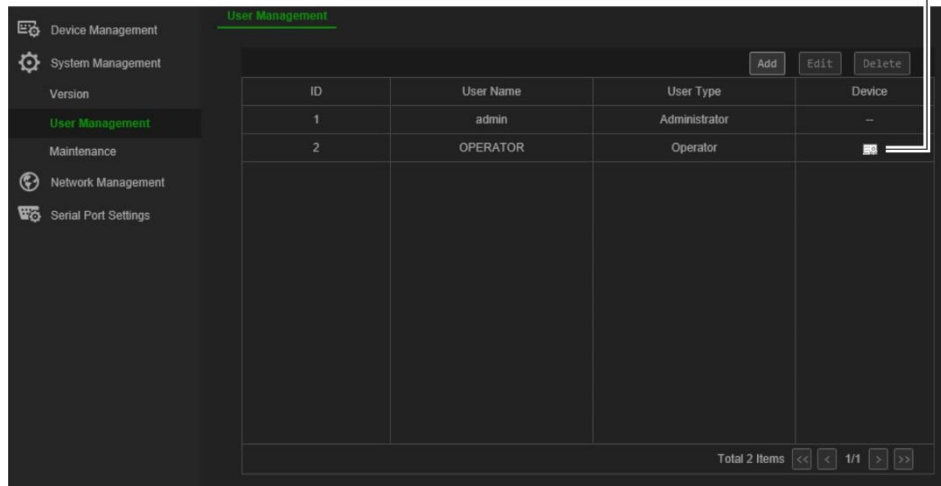 User Management
Device Management
System Management
Version
User Management
Maintenance
Network Management
Serial Port Settings
Add Edit Delete
ID User Name User Type Device
1 admin Administrator --
2 OPERATOR Operator
Total 2 Items << < 1/1 > >>